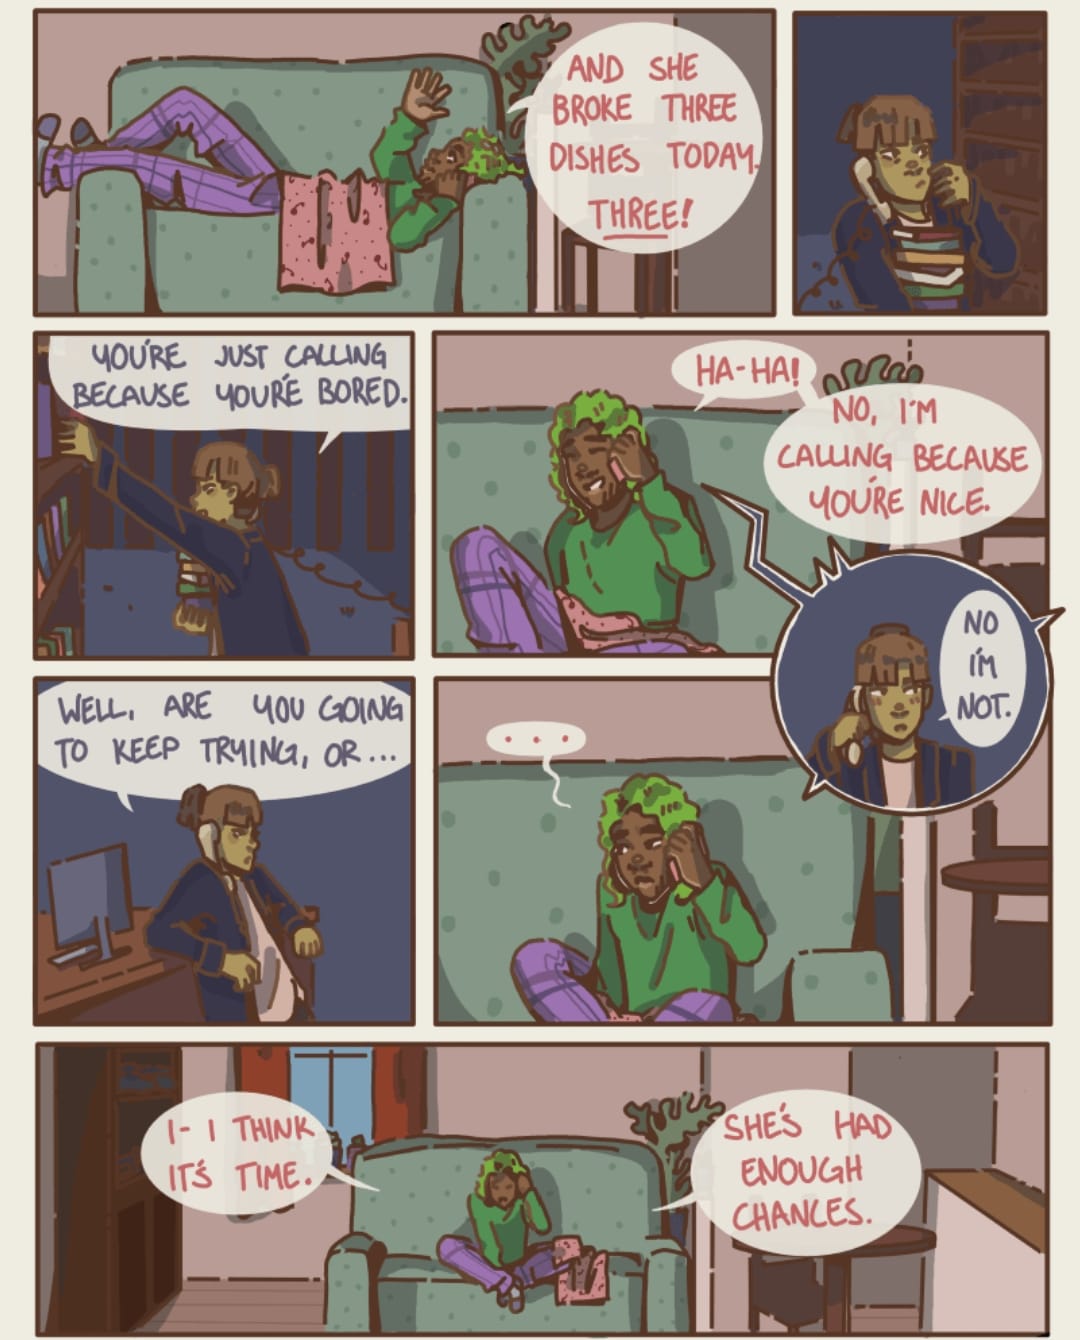 AND SHE
BROKE THREE
DISHES TODAY.
THREE!
YOU'RE JUST CALLING
BECAUSE YOU'RE BORED.
HA-HA!
NO, I'M
CALLING BECAUSE
YOU'RE NICE.
NO
I'M
NOT.
WELL, ARE YOU GOING
TO KEEP TRYING, OR...
...
I- I THINK
IT'S TIME.
SHE'S HAD
ENOUGH
CHANCES.